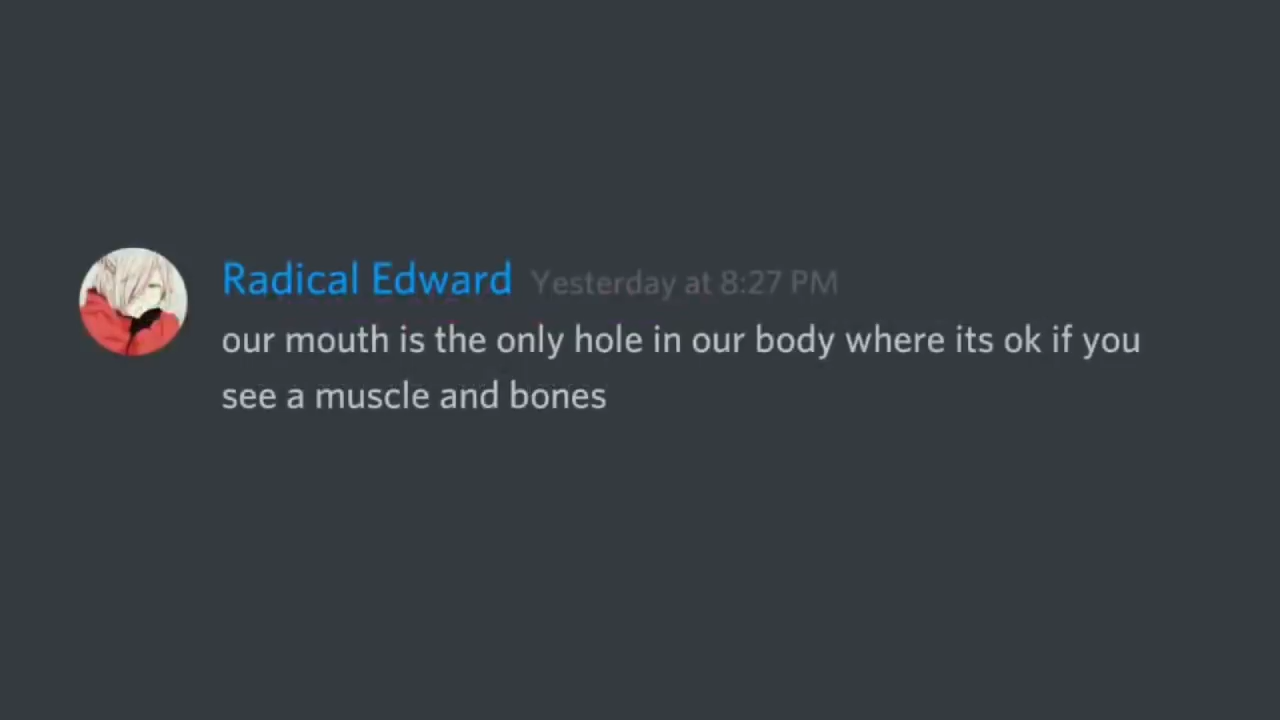 Radical Edward Yesterday at 8:27 PM
our mouth is the only hole in our body where its ok if you
see a muscle and bones